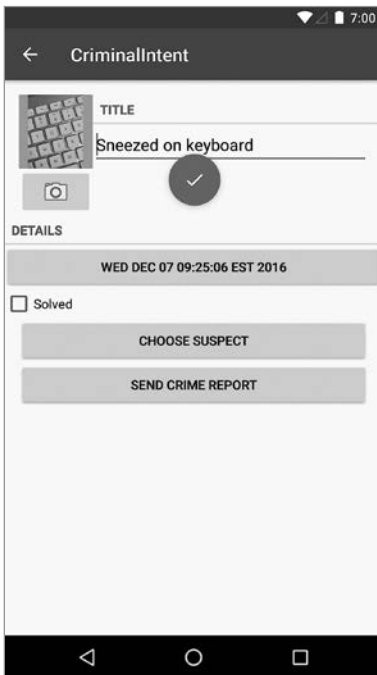 7:00
CriminalIntent
TITLE
Sneezed on keyboard
DETAILS
WED DEC 07 09:25:06 EST 2016
Solved
CHOOSE SUSPECT
SEND CRIME REPORT